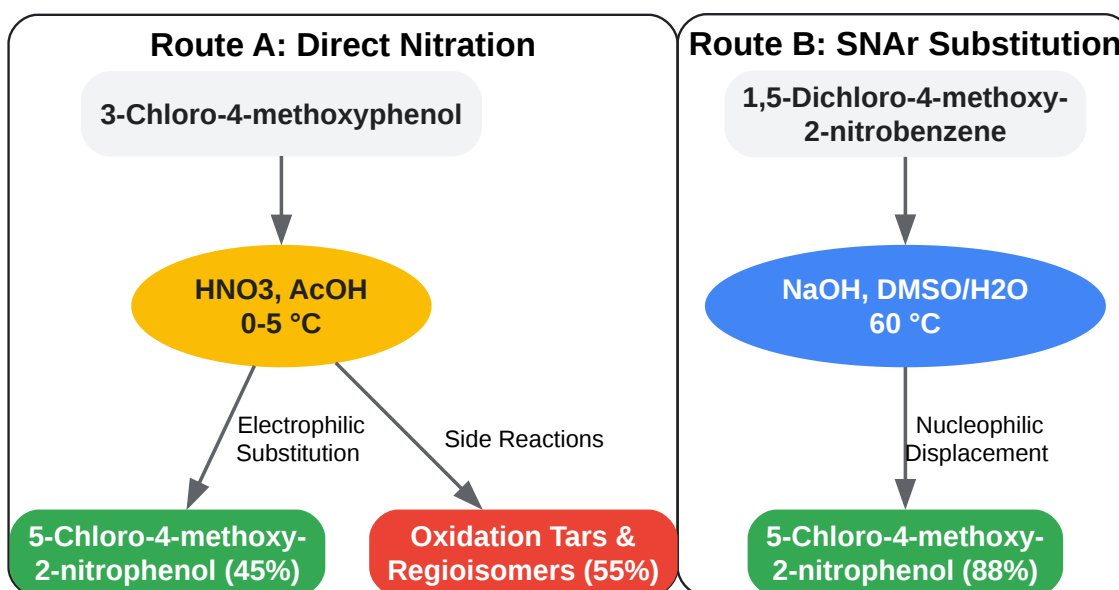 Route A: Direct Nitration
3-Chloro-4-methoxyphenol
HNO3, AcOH
0-5 °C
Electrophilic
Substitution
Side Reactions
5-Chloro-4-methoxy-
2-nitrophenol (45%)
Oxidation Tars &
Regioisomers (55%)
Route B: SNAr Substitution
1,5-Dichloro-4-methoxy-
2-nitrobenzene
NaOH, DMSO/H2O
60 °C
Nucleophilic
Displacement
5-Chloro-4-methoxy-
2-nitrophenol (88%)